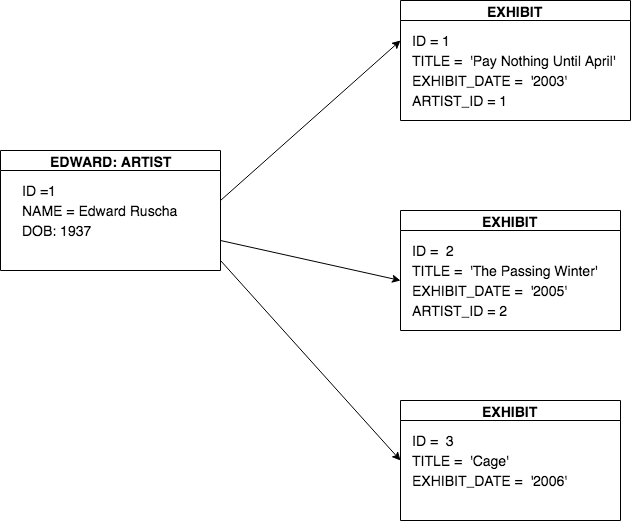 EXHIBIT
ID = 1
TITLE = 'Pay Nothing Until April'
EXHIBIT_DATE = '2003'
ARTIST_ID = 1
EDWARD: ARTIST
ID =1
NAME = Edward Ruscha
DOB: 1937
EXHIBIT
ID = 2
TITLE = 'The Passing Winter'
EXHIBIT_DATE = '2005'
ARTIST_ID = 2
EXHIBIT
ID = 3
TITLE = 'Cage'
EXHIBIT_DATE = '2006'